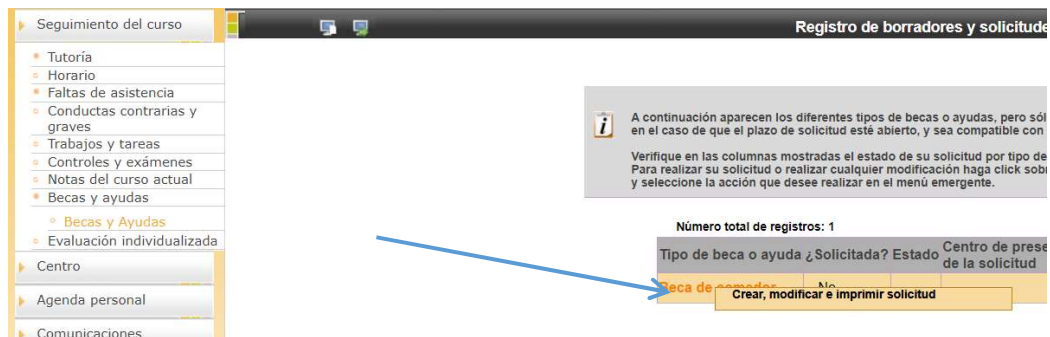 Seguimiento del curso
Tutoría
Horario
Faltas de asistencia
Conductas contrarias y
graves
Trabajos y tareas
Controles y exámenes
Notas del curso actual
Becas y ayudas
Becas y Ayudas
Evaluación individualizada
Centro
Agenda personal
Comunicaciones
Registro de borradores y solicitude
A continuación aparecen los diferentes tipos de becas o ayudas, pero sól
en el caso de que el plazo de solicitud esté abierto, y sea compatible con
Verifique en las columnas mostradas el estado de su solicitud por tipo de
Para realizar su solicitud o realizar cualquier modificación haga click sobr
y seleccione la acción que desee realizar en el menú emergente.
Número total de registros: 1
Tipo de beca o ayuda ¿Solicitada? Estado Centro de prese
de la solicitud
Beca de comedor No
Crear, modificar e imprimir solicitud